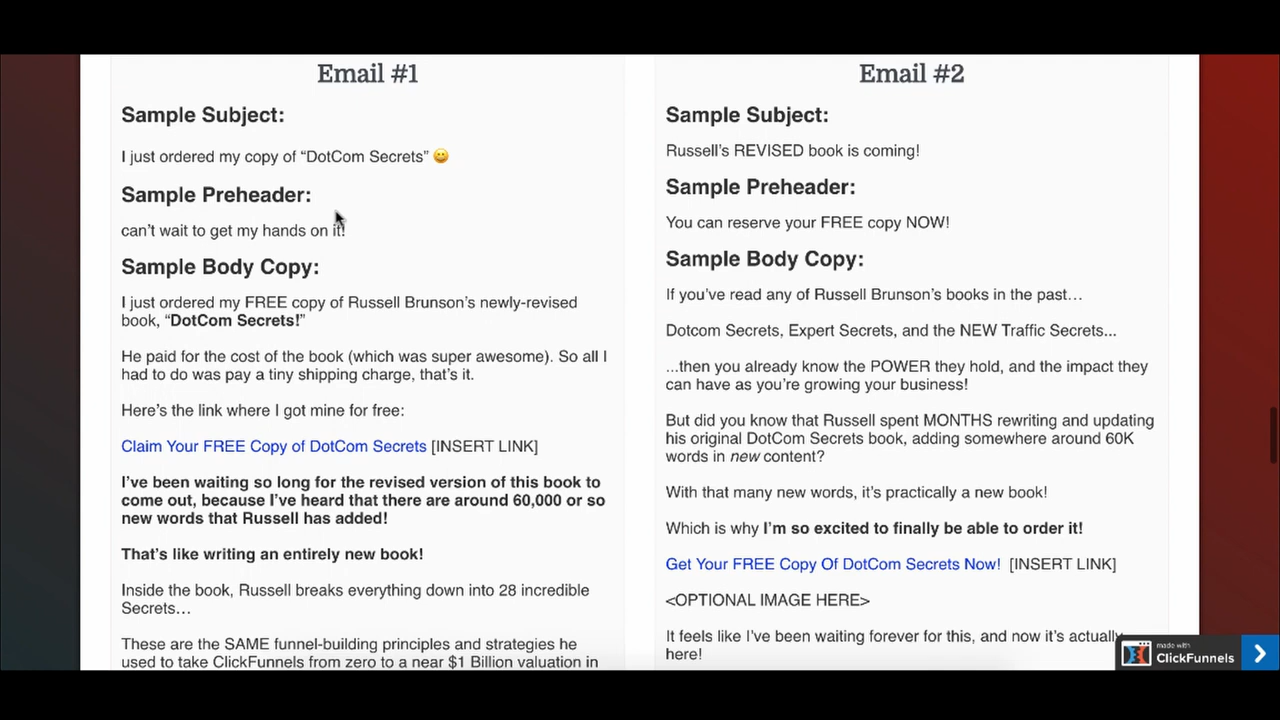 Email #1
Sample Subject:
I just ordered my copy of “DotCom Secrets” 😀
Sample Preheader:
can’t wait to get my hands on it!
Sample Body Copy:
I just ordered my FREE copy of Russell Brunson’s newly-revised
book, “DotCom Secrets!”
He paid for the cost of the book (which was super awesome). So all I
had to do was pay a tiny shipping charge, that’s it.
Here’s the link where I got mine for free:
Claim Your FREE Copy of DotCom Secrets [INSERT LINK]
I’ve been waiting so long for the revised version of this book to
come out, because I’ve heard that there are around 60,000 or so
new words that Russell has added!
That’s like writing an entirely new book!
Inside the book, Russell breaks everything down into 28 incredible
Secrets…
These are the SAME funnel-building principles and strategies he
used to take ClickFunnels from zero to a near $1 Billion valuation in
Email #2
Sample Subject:
Russell’s REVISED book is coming!
Sample Preheader:
You can reserve your FREE copy NOW!
Sample Body Copy:
If you’ve read any of Russell Brunson’s books in the past…
Dotcom Secrets, Expert Secrets, and the NEW Traffic Secrets...
...then you already know the POWER they hold, and the impact they
can have as you’re growing your business!
But did you know that Russell spent MONTHS rewriting and updating
his original DotCom Secrets book, adding somewhere around 60K
words in new content?
With that many new words, it’s practically a new book!
Which is why I’m so excited to finally be able to order it!
Get Your FREE Copy Of DotCom Secrets Now! [INSERT LINK]
<OPTIONAL IMAGE HERE>
It feels like I’ve been waiting forever for this, and now it’s actually
here!
made with
ClickFunnels